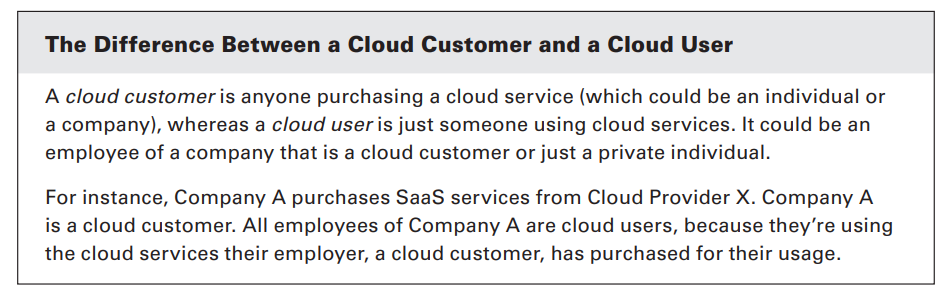 The Difference Between a Cloud Customer and a Cloud User
A cloud customer is anyone purchasing a cloud service (which could be an individual or
a company), whereas a cloud user is just someone using cloud services. It could be an
employee of a company that is a cloud customer or just a private individual.
For instance, Company A purchases SaaS services from Cloud Provider X. Company A
is a cloud customer. All employees of Company A are cloud users, because they’re using
the cloud services their employer, a cloud customer, has purchased for their usage.